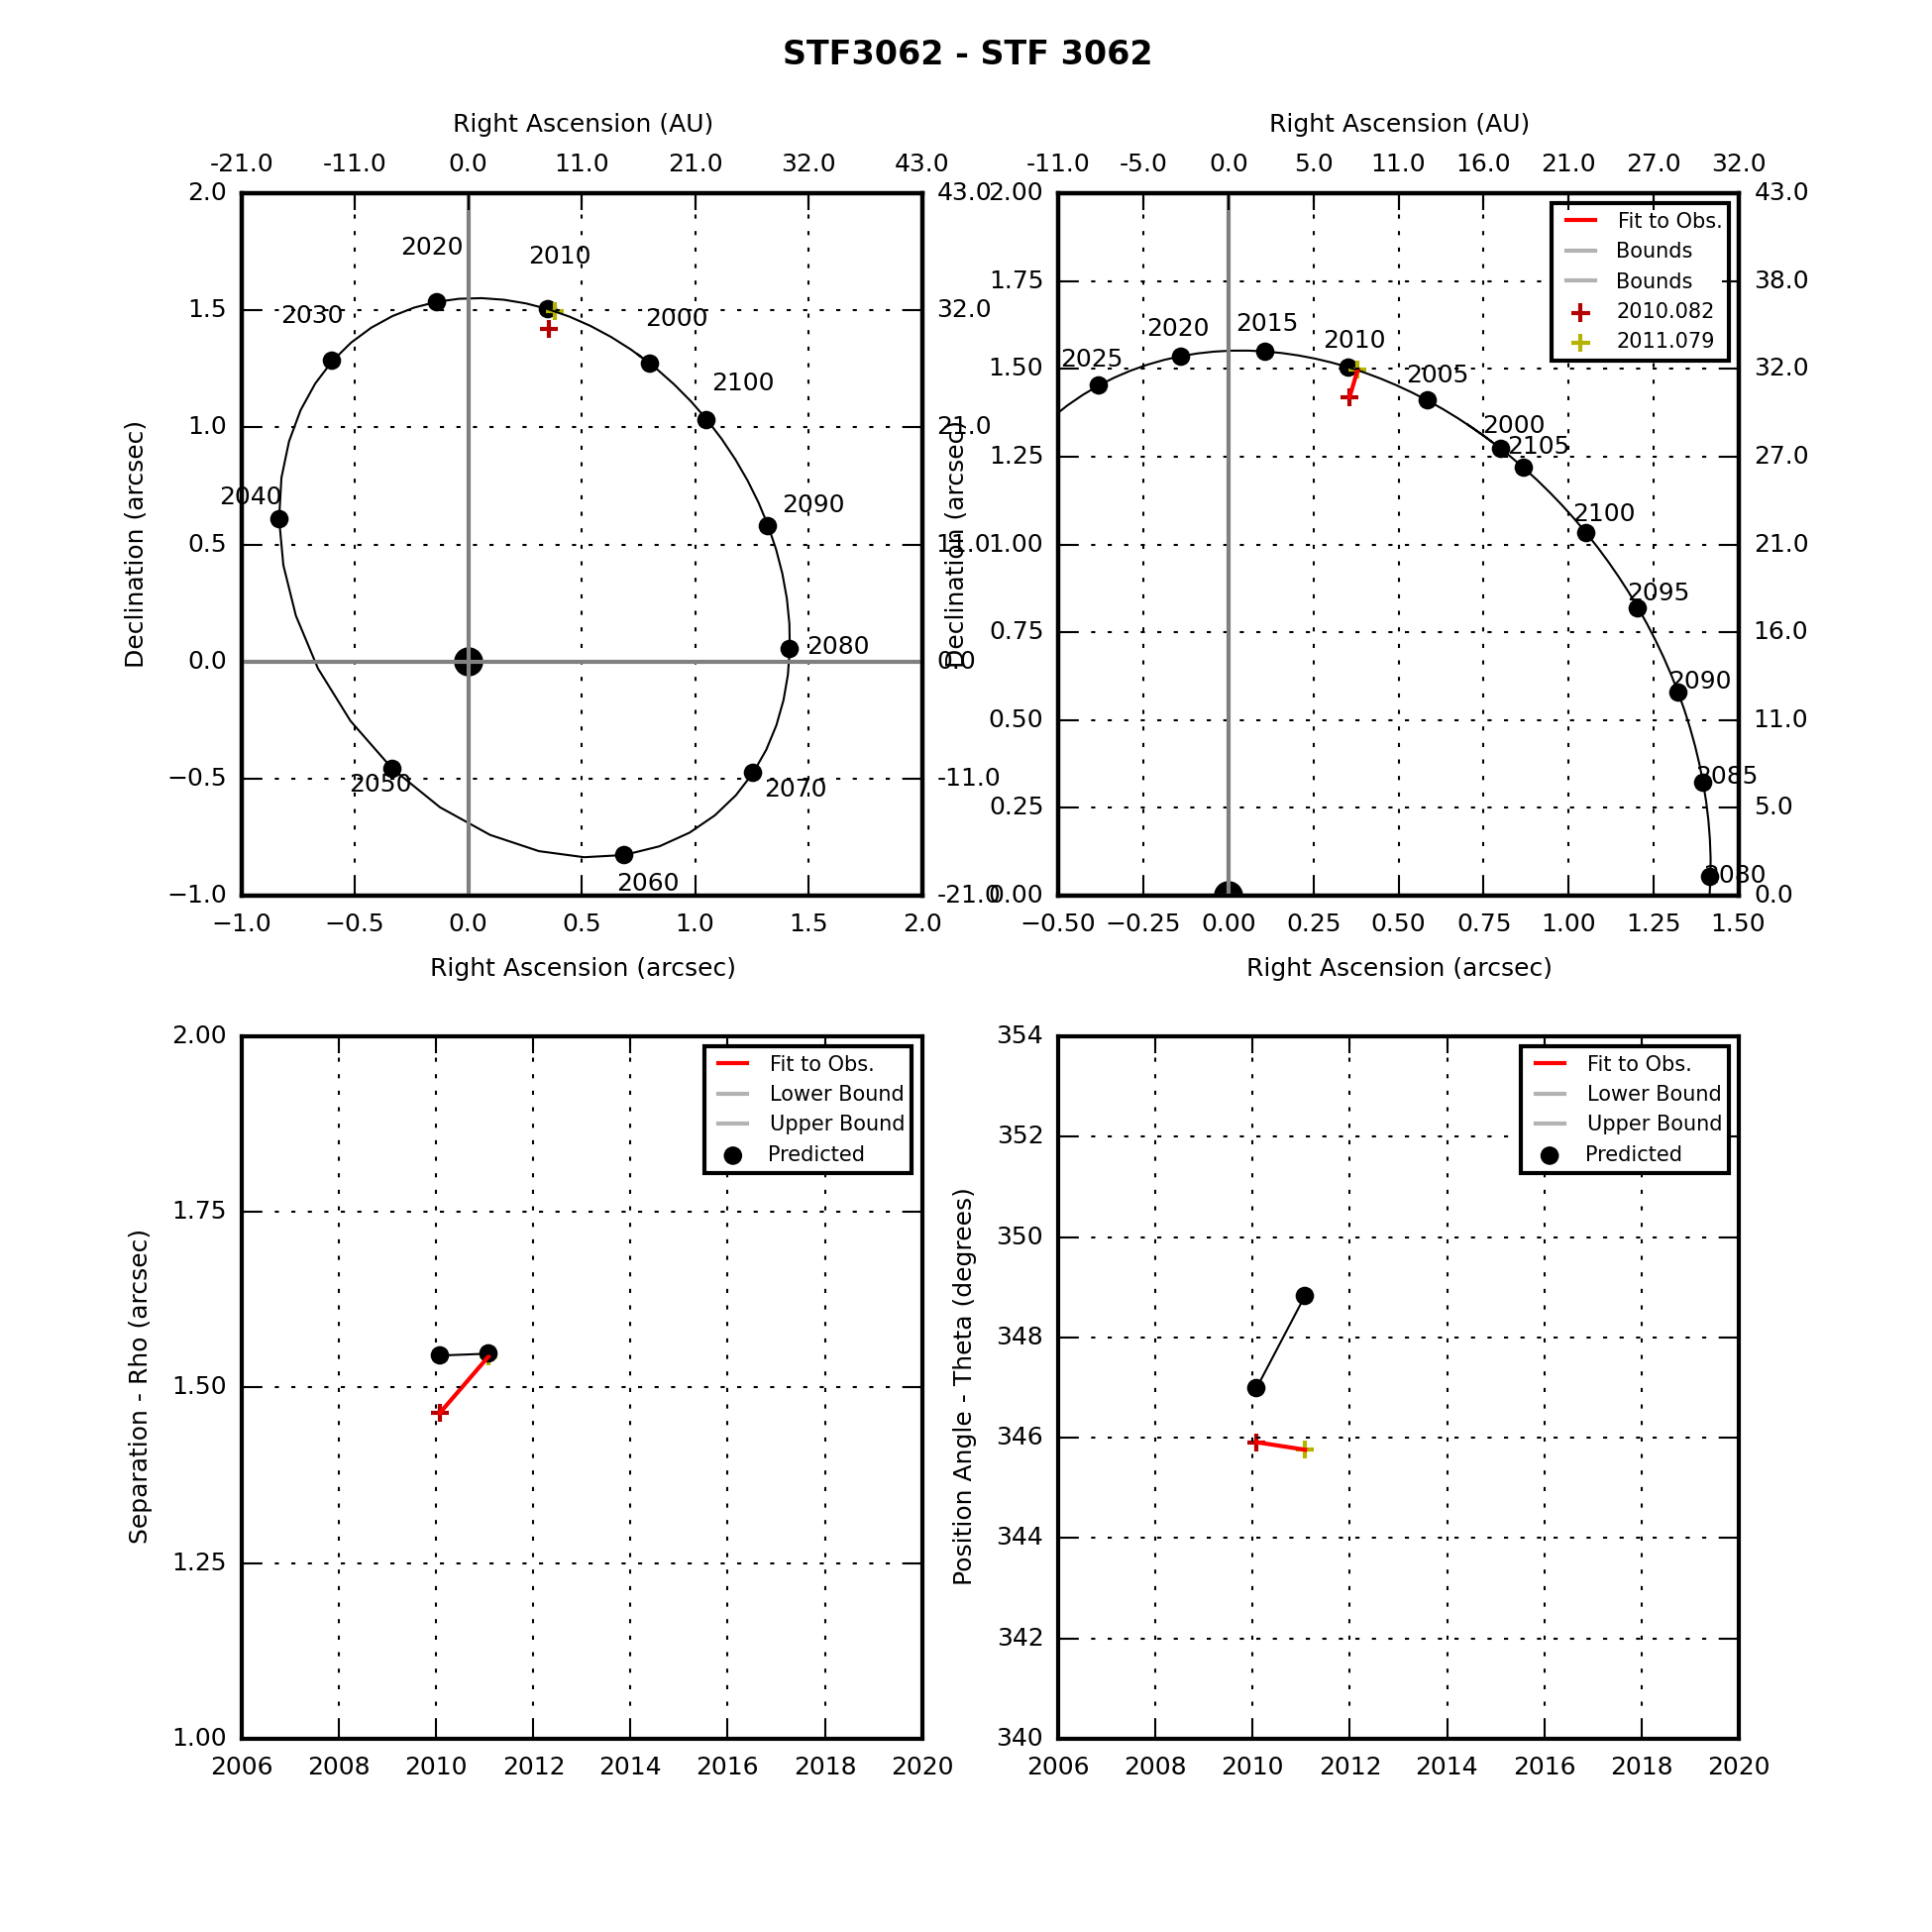 STF3062 - STF 3062
Right Ascension (AU)
-21.0 -11.0 0.0 11.0 21.0 32.0 43.0
2.0
1.5
1.0
0.5
0.0
−0.5
−1.0
43.0
32.0
21.0
11.0
0.0
-11.0
-21.0
Declination (arcsec)
2020
2010
2030
2000
2100
2040
2090
2080
2050
2070
2060
−1.0 −0.5 0.0 0.5 1.0 1.5 2.0
Right Ascension (arcsec)
Right Ascension (AU)
-11.0 -5.0 0.0 5.0 11.0 16.0 21.0 27.0 32.0
2.00
1.75
1.50
1.25
1.00
0.75
0.50
0.25
0.00
43.0
38.0
32.0
27.0
21.0
16.0
11.0
5.0
0.0
Declination (arcsec)
Fit to Obs.
Bounds
Bounds
2010.082
2011.079
2025
2020
2015
2010
2005
2000
2105
2100
2095
2090
2085
2080
−0.50 −0.25 0.00 0.25 0.50 0.75 1.00 1.25 1.50
Right Ascension (arcsec)
2.00
1.75
1.50
1.25
1.00
Separation - Rho (arcsec)
Fit to Obs.
Lower Bound
Upper Bound
Predicted
2006 2008 2010 2012 2014 2016 2018 2020
354
352
350
348
346
344
342
340
Position Angle - Theta (degrees)
Fit to Obs.
Lower Bound
Upper Bound
Predicted
2006 2008 2010 2012 2014 2016 2018 2020